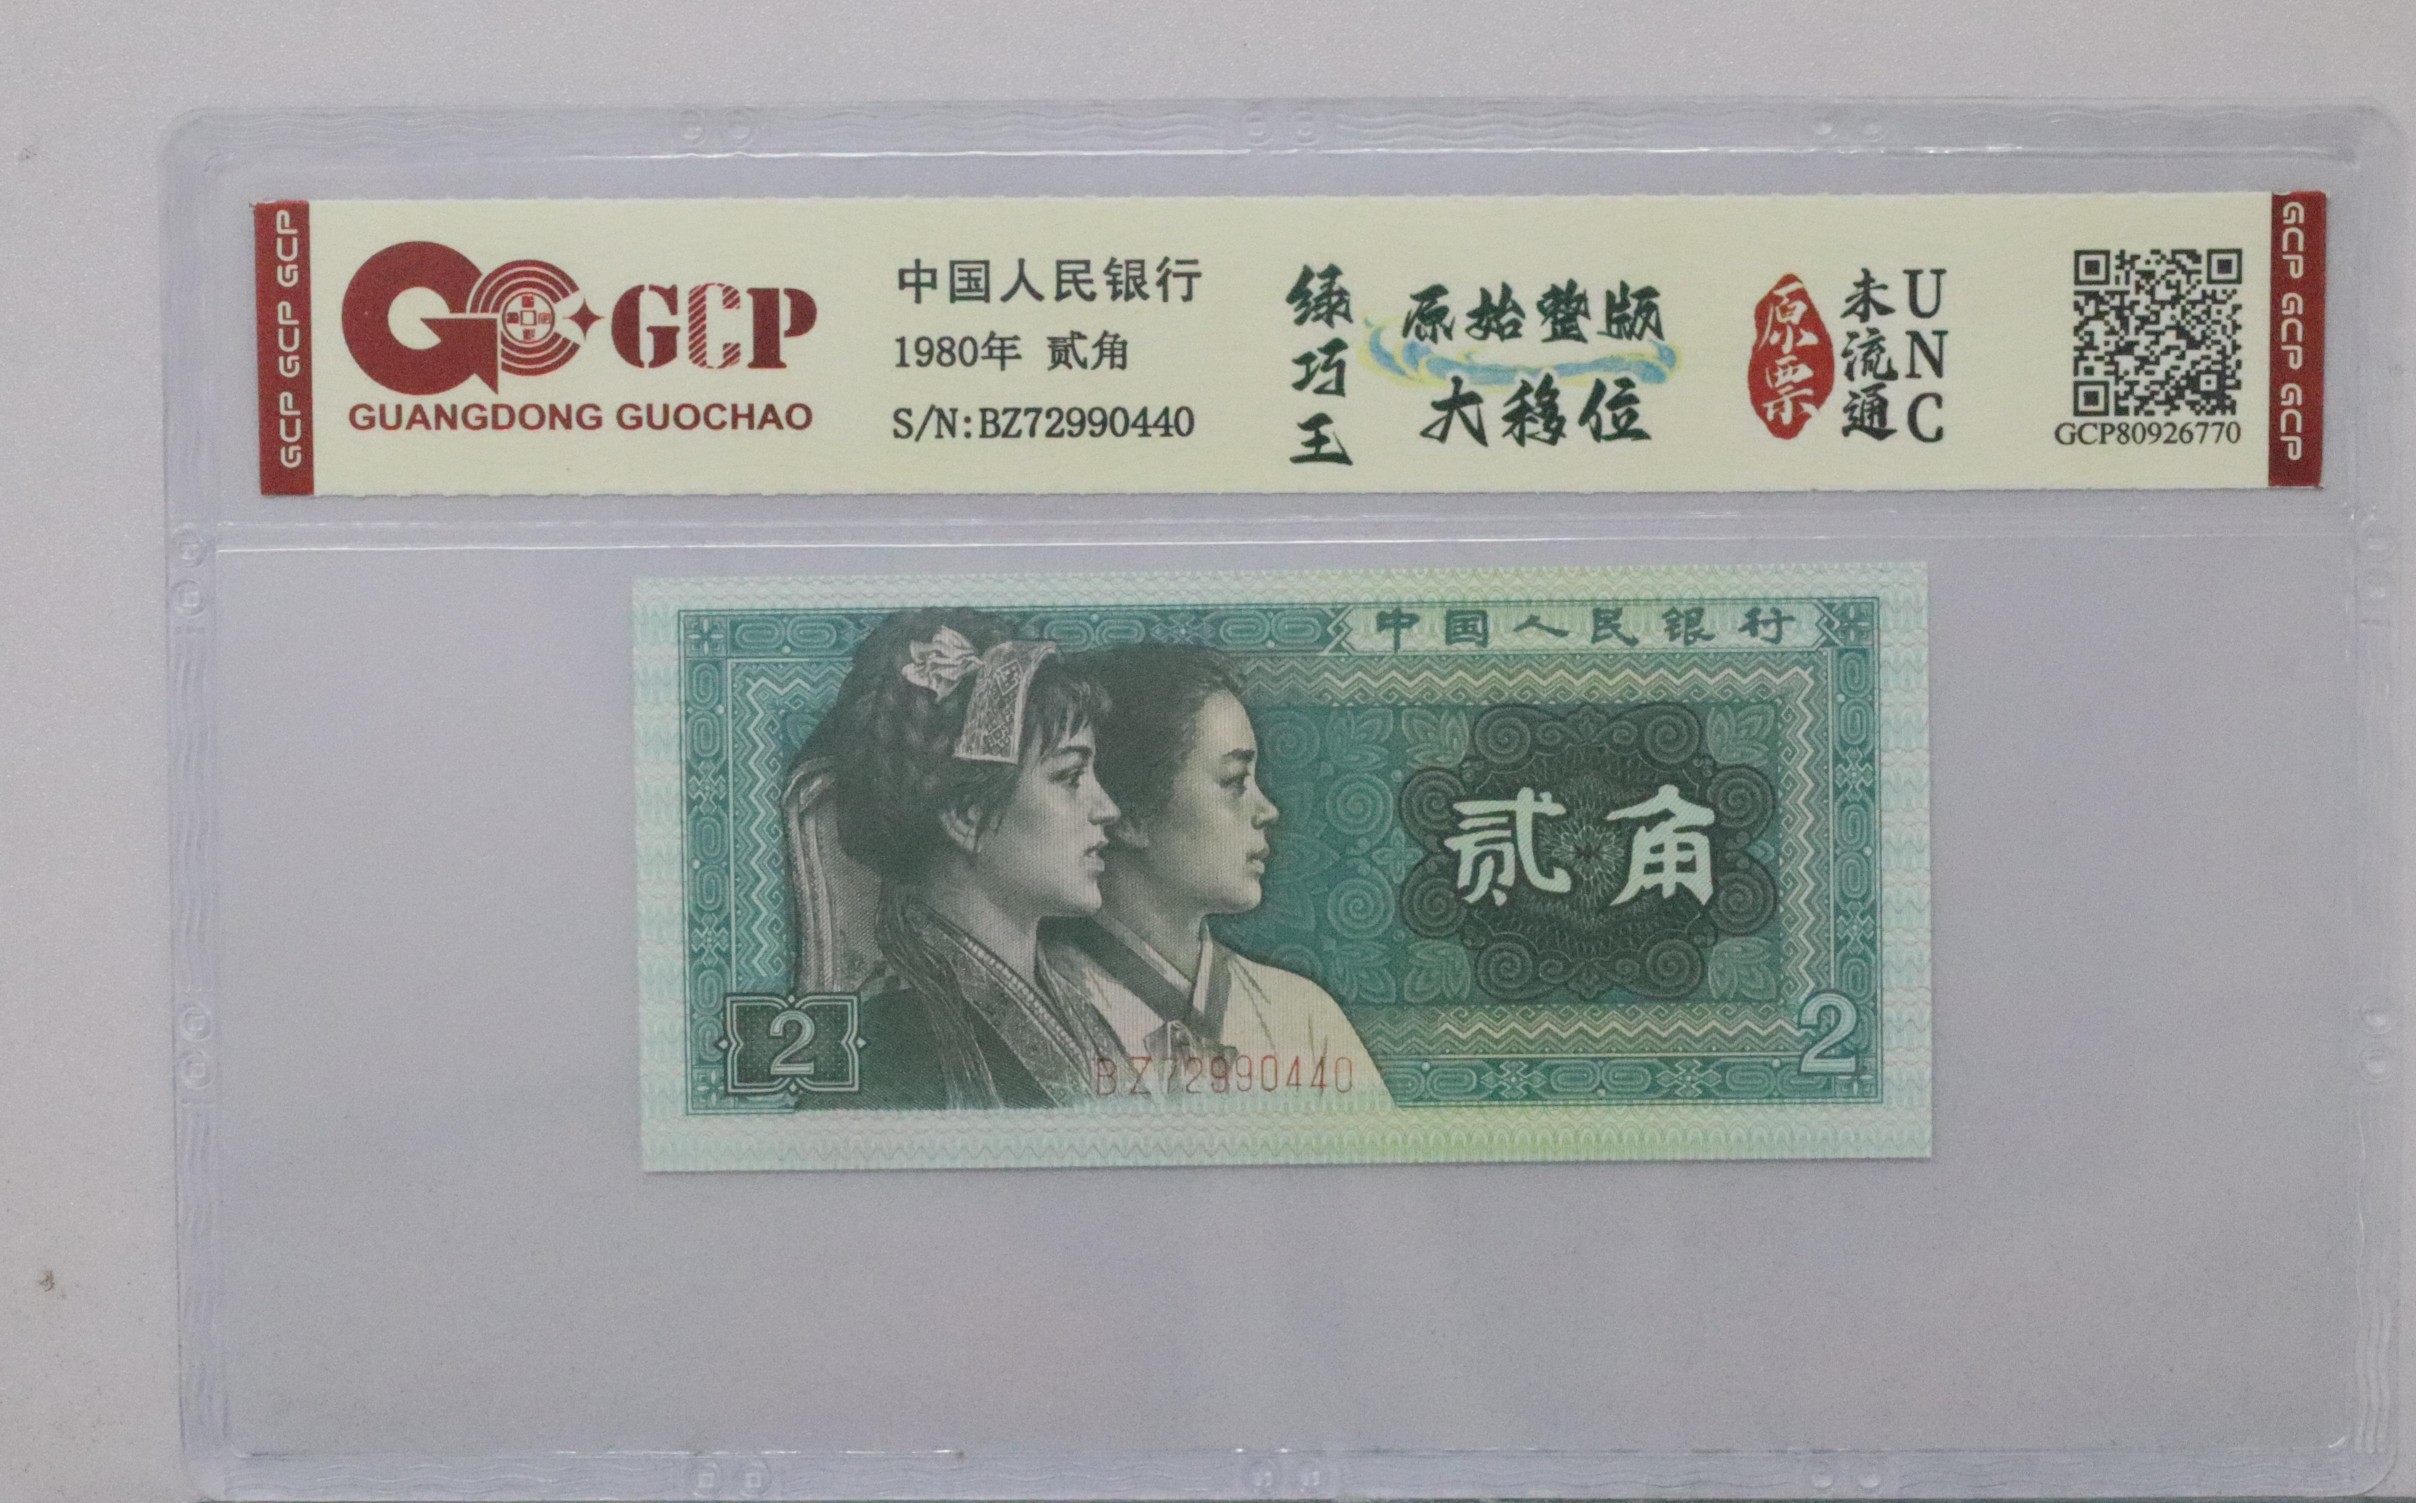 GCP GCP GCP
GCP
GUANGDONG GUOCHAO
中国人民银行
1980年 贰角
S/N:BZ72990440
绿巧王
原始整版
大移位
原票
未流通
UNC
GCP80926770
GCP GCP GCP
中国人民银行
贰角
2
2
BZ72990440